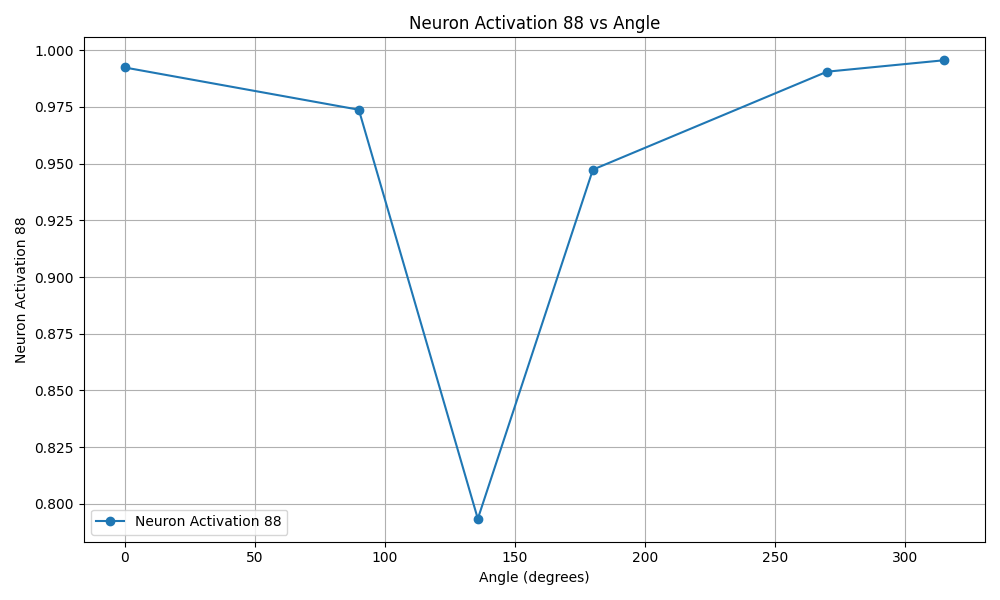 Neuron Activation 88 vs Angle
1.000
0.975
0.950
0.925
0.900
0.875
0.850
0.825
0.800
Neuron Activation 88
Neuron Activation 88
0 50 100 150 200 250 300
Angle (degrees)